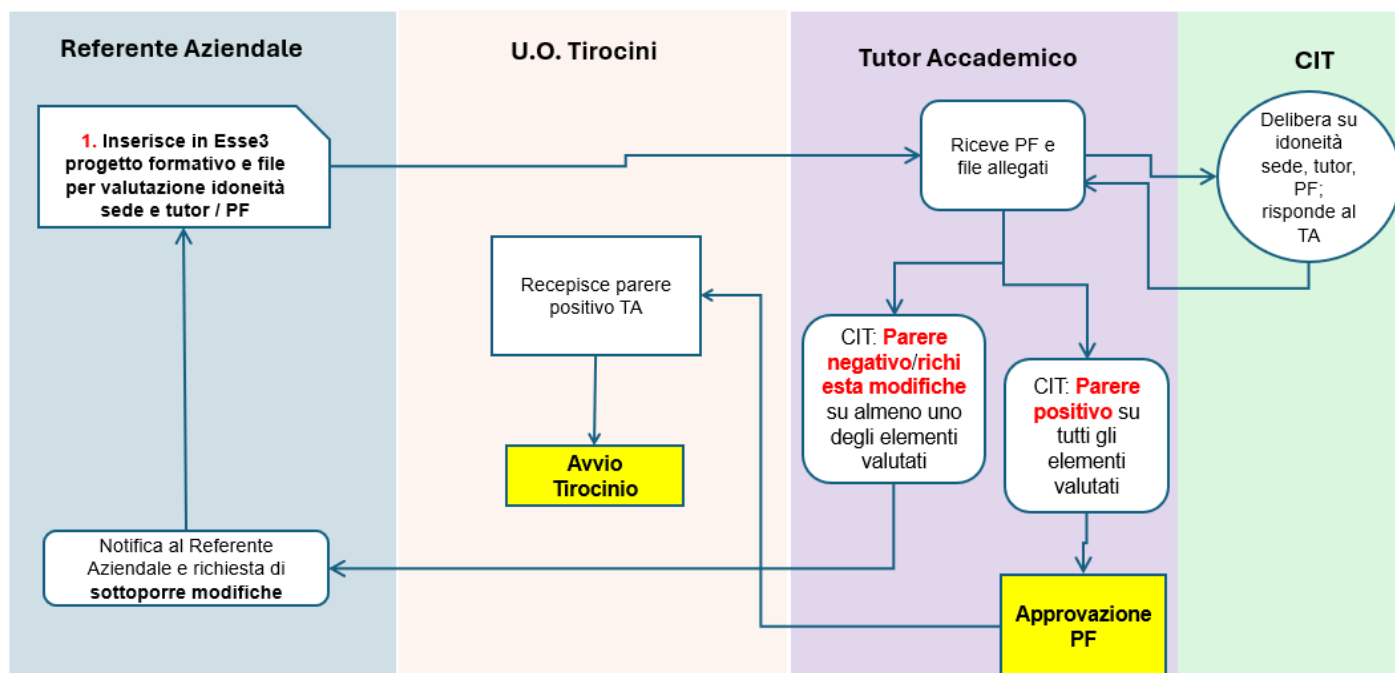 Referente Aziendale
U.O. Tirocini
Tutor Accademico
CIT
1. Inserisce in Esse3
progetto formativo e file
per valutazione idoneità
sede e tutor / PF
Riceve PF e
file allegati
Delibera su
idoneità
sede, tutor,
PF;
risponde al
TA
Recepisce parere
positivo TA
CIT: Parere
negativo/richi
esta modifiche
su almeno uno
degli elementi
valutati
CIT: Parere
positivo su
tutti gli
elementi
valutati
Avvio
Tirocinio
Notifica al Referente
Aziendale e richiesta di
sottoporre modifiche
Approvazione
PF